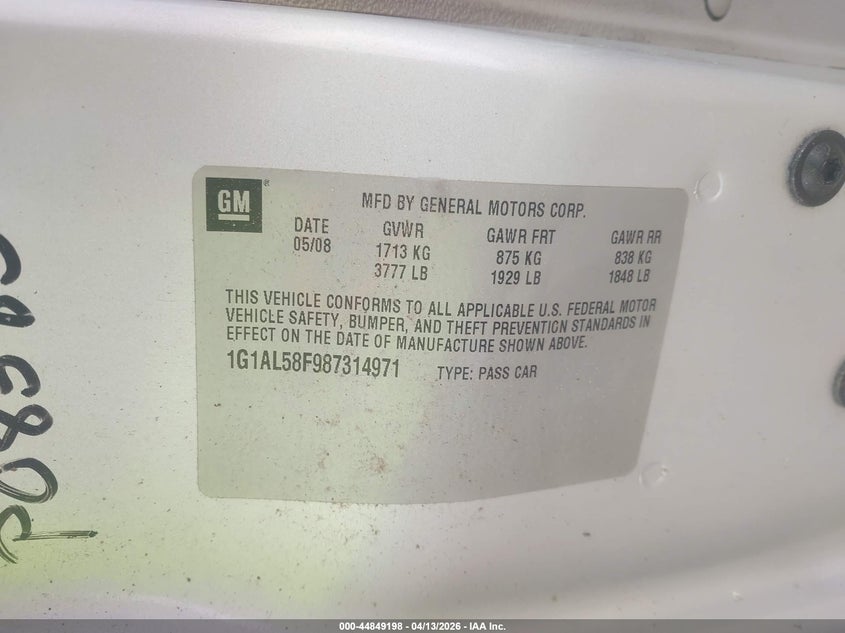 GM
MFD BY GENERAL MOTORS CORP.
DATE GVWR GAWR FRT GAWR RR
05/08 1713 KG 875 KG 838 KG
3777 LB 1929 LB 1848 LB
THIS VEHICLE CONFORMS TO ALL APPLICABLE U.S. FEDERAL MOTOR
VEHICLE SAFETY, BUMPER, AND THEFT PREVENTION STANDARDS IN
EFFECT ON THE DATE OF MANUFACTURE SHOWN ABOVE.
1G1AL58F987314971 TYPE: PASS CAR
000-44849198 - 04/13/2026 - IAA Inc.